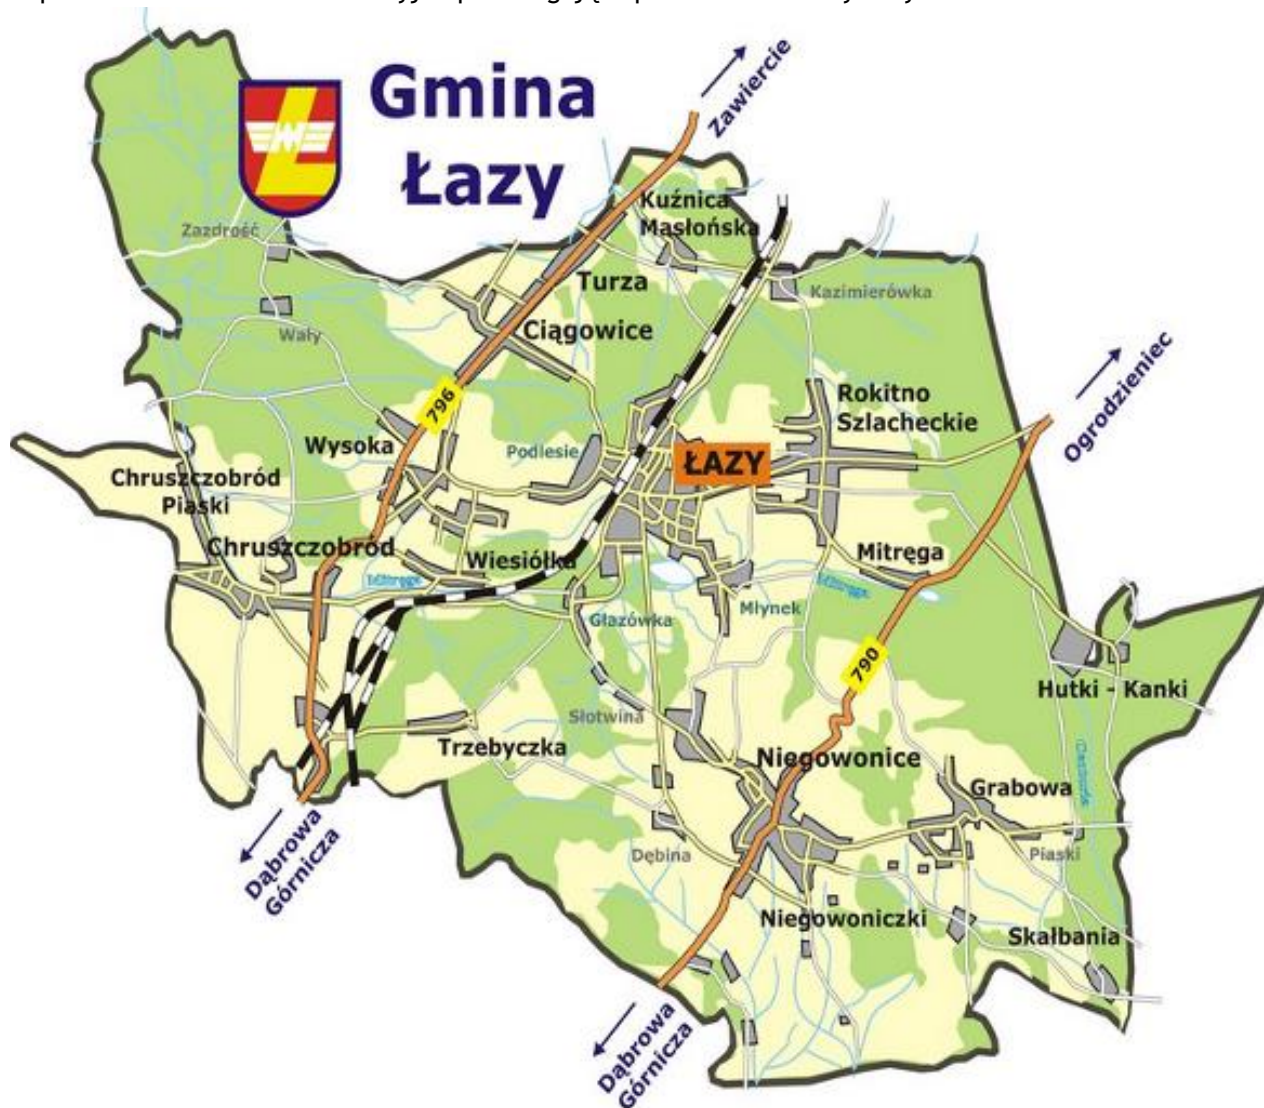 Gmina
Łazy
Zawiercie
Kuźnica
Masłońska
Zazdrość
Turza
Kazimierówka
Ciągowice
Wały
Ogrodzieniec
796
Rokitno
Szlacheckie
Wysoka
Podlesie
ŁAZY
Chruszczobród
Piaski
Chruszczobród
Wiesiółka
Mitręga
Mitręga
Mitręga
Młynek
Głazówka
790
Hutki - Kanki
Słotwina
Trzebyczka
Niegowonice
Grabowa
Dąbrowa
Górnicza
Dębina
Piaski
Niegowoniczki
Skałbania
Dąbrowa
Górnicza